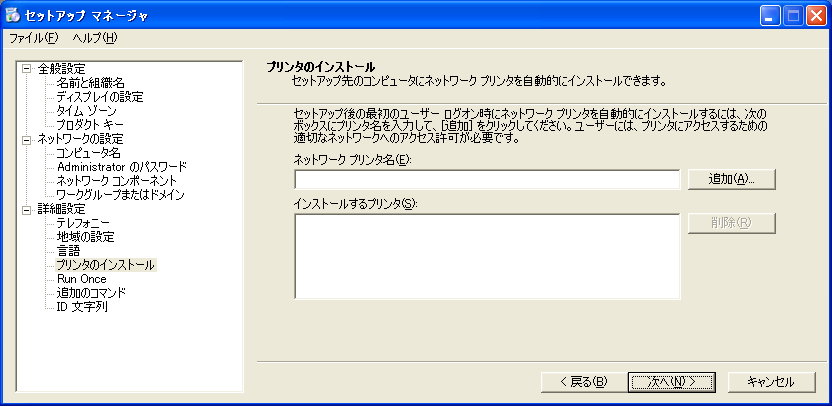 セットアップ マネージャ
ファイル(F) ヘルプ(H)
全般設定
名前と組織名
ディスプレイの設定
タイム ゾーン
プロダクト キー
ネットワークの設定
コンピュータ名
Administrator のパスワード
ネットワーク コンポーネント
ワークグループまたはドメイン
詳細設定
テレフォニー
地域の設定
言語
プリンタのインストール
Run Once
追加のコマンド
ID 文字列
プリンタのインストール
セットアップ先のコンピュータにネットワーク プリンタを自動的にインストールできます。
セットアップ後の最初のユーザー ログオン時にネットワーク プリンタを自動的にインストールするには、次の
ボックスにプリンタ名を入力して、[追加] をクリックしてください。ユーザーには、プリンタにアクセスするための
適切なネットワークへのアクセス許可が必要です。
ネットワーク プリンタ名(E):
追加(A)...
インストールするプリンタ(S):
削除(R)
< 戻る(B) 次へ(N) > キャンセル